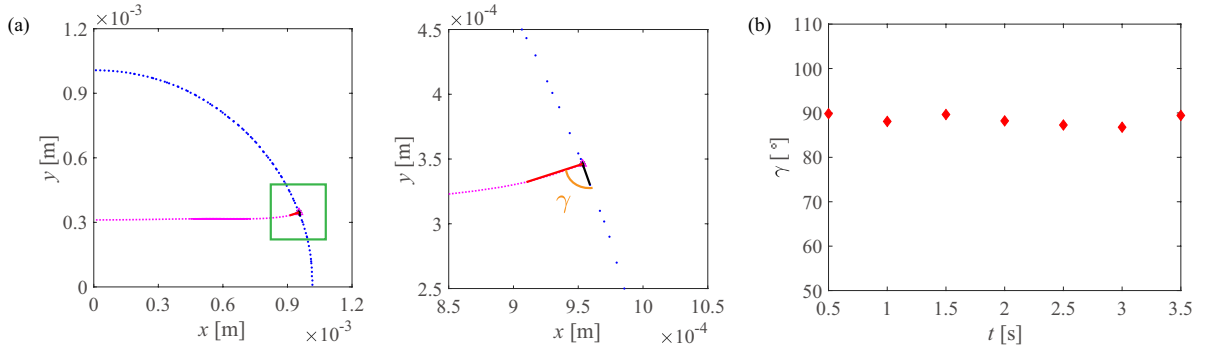 (a)
×10⁻³
1.2
0.9
0.6
0.3
0
y [m]
0 0.3 0.6 0.9 1.2
x [m]
×10⁻³
×10⁻⁴
4.5
4
3.5
3
2.5
y [m]
γ
8.5 9 9.5 10 10.5
x [m]
×10⁻⁴
(b)
110
100
90
80
70
60
50
γ [°]
0.5 1 1.5 2 2.5 3 3.5
t [s]